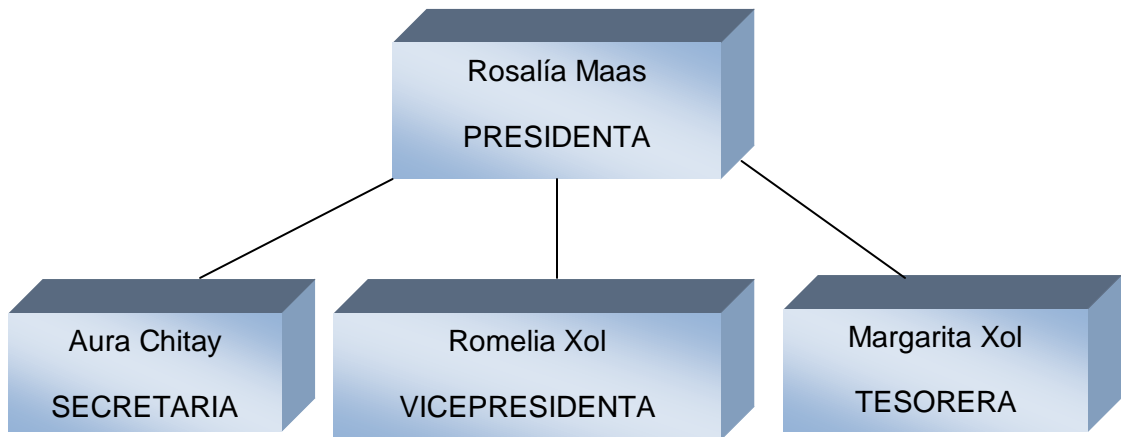 Rosalía Maas
PRESIDENTA
Aura Chitay
SECRETARIA
Romelia Xol
VICEPRESIDENTA
Margarita Xol
TESORERA